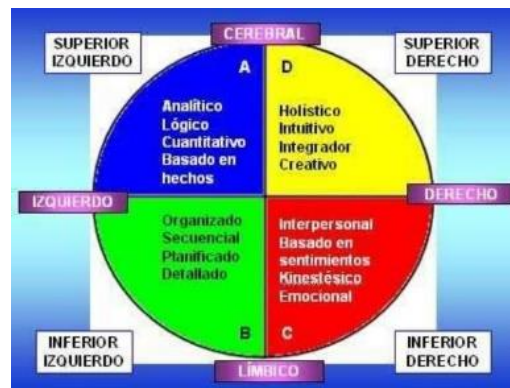 CEREBRAL
SUPERIOR
IZQUIERDO
SUPERIOR
DERECHO
A
D
Analítico
Lógico
Cuantitativo
Basado en
hechos
Holístico
Intuitivo
Integrador
Creativo
IZQUIERDO
DERECHO
Organizado
Secuencial
Planificado
Detallado
Interpersonal
Basado en
sentimientos
Kinestésico
Emocional
B
C
INFERIOR
IZQUIERDO
INFERIOR
DERECHO
LÍMBICO